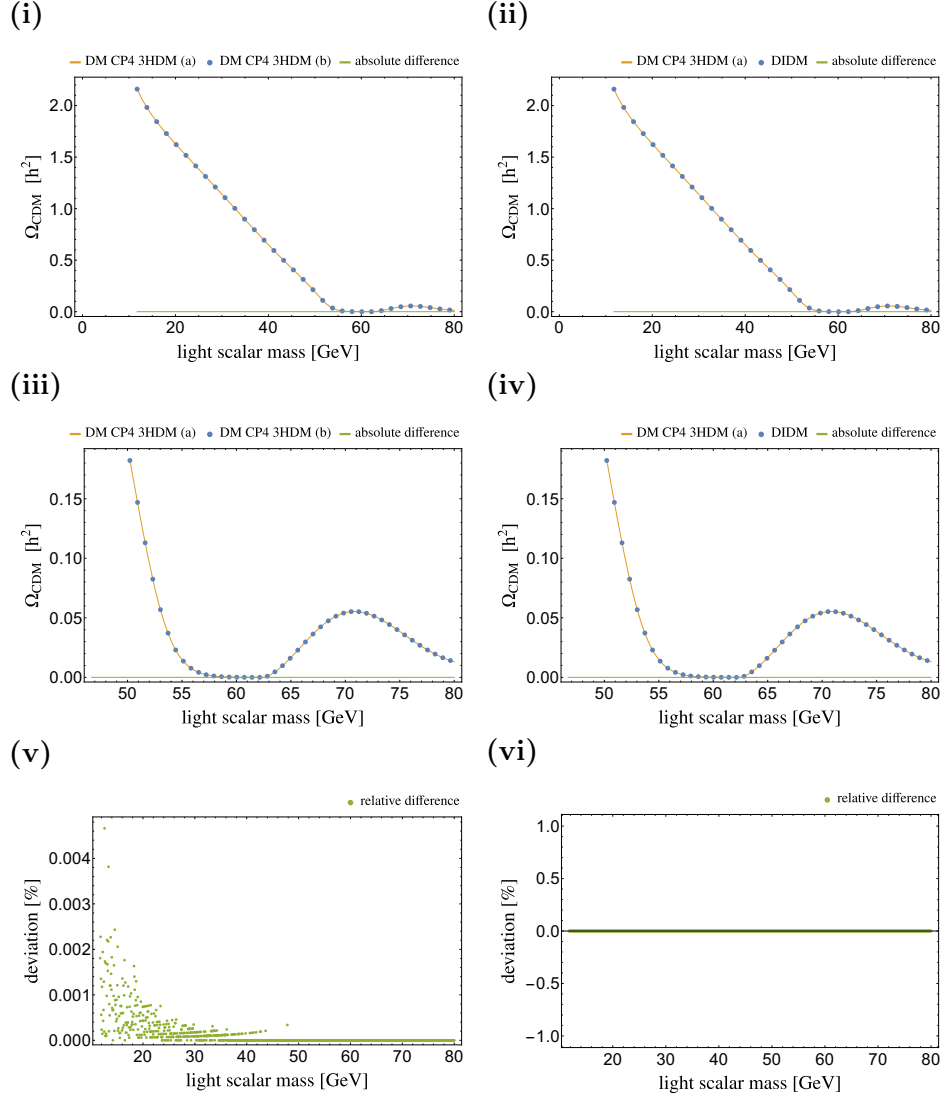 (i)
DM CP4 3HDM (a) DM CP4 3HDM (b) absolute difference
2.0
1.5
1.0
0.5
0.0
Ω_CDM [h²]
0 20 40 60 80
light scalar mass [GeV]
(ii)
DM CP4 3HDM (a) DIDM absolute difference
2.0
1.5
1.0
0.5
0.0
Ω_CDM [h²]
0 20 40 60 80
light scalar mass [GeV]
(iii)
DM CP4 3HDM (a) DM CP4 3HDM (b) absolute difference
0.15
0.10
0.05
0.00
Ω_CDM [h²]
50 55 60 65 70 75 80
light scalar mass [GeV]
(iv)
DM CP4 3HDM (a) DIDM absolute difference
0.15
0.10
0.05
0.00
Ω_CDM [h²]
50 55 60 65 70 75 80
light scalar mass [GeV]
(v)
relative difference
0.004
0.003
0.002
0.001
0.000
deviation [%]
20 30 40 50 60 70 80
light scalar mass [GeV]
(vi)
relative difference
1.0
0.5
0.0
−0.5
−1.0
deviation [%]
20 30 40 50 60 70 80
light scalar mass [GeV]